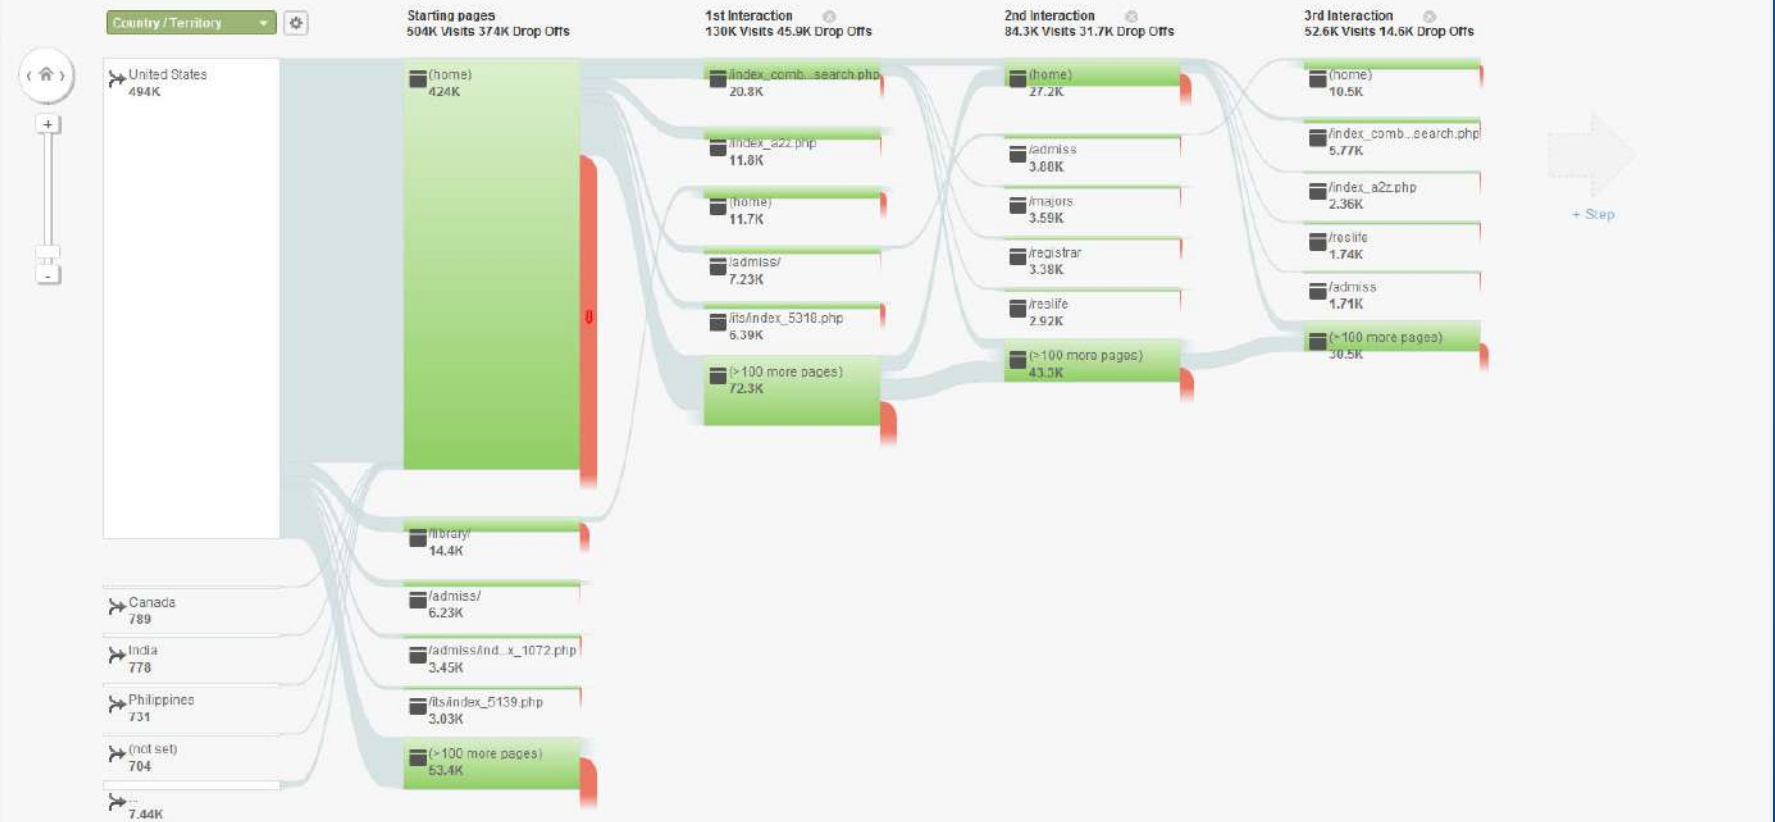 Country / Territory
Starting pages
504K Visits 374K Drop Offs
1st Interaction
130K Visits 45.9K Drop Offs
2nd Interaction
84.3K Visits 31.7K Drop Offs
3rd Interaction
52.6K Visits 14.6K Drop Offs
+
-
United States
494K
Canada
789
India
778
Philippines
731
(not set)
704
...
7.44K
(home)
424K
/library/
14.4K
/admiss/
6.23K
/admiss/ind...x_1072.php
3.45K
/its/index_5139.php
3.03K
(>100 more pages)
53.4K
/index_comb...search.php
20.8K
/index_a2z.php
11.8K
(home)
11.7K
/admiss/
7.23K
/its/index_5318.php
6.39K
(>100 more pages)
72.3K
(home)
27.2K
/admiss
3.88K
/majors
3.59K
/registrar
3.38K
/reslife
2.92K
(>100 more pages)
43.3K
(home)
10.5K
/index_comb...search.php
5.77K
/index_a2z.php
2.36K
/reslife
1.74K
/admiss
1.71K
(>100 more pages)
30.5K
+ Step